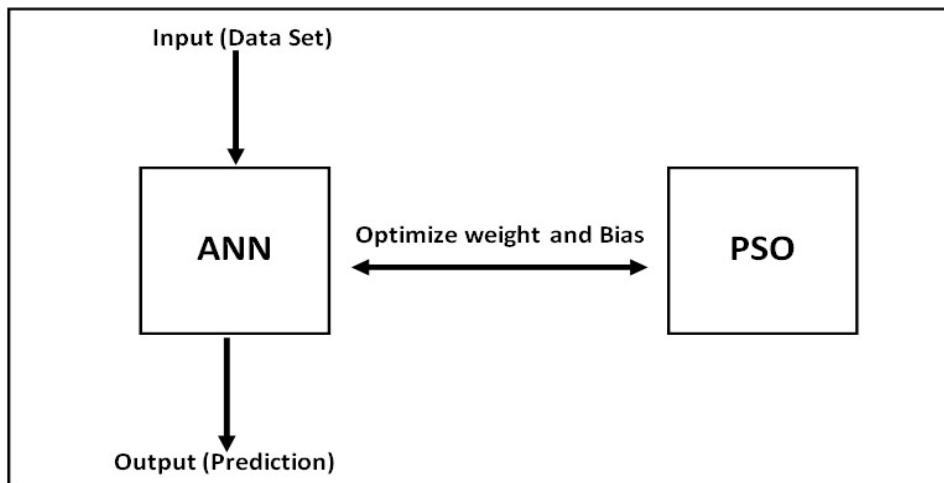 Input (Data Set)
ANN
Optimize weight and Bias
PSO
Output (Prediction)